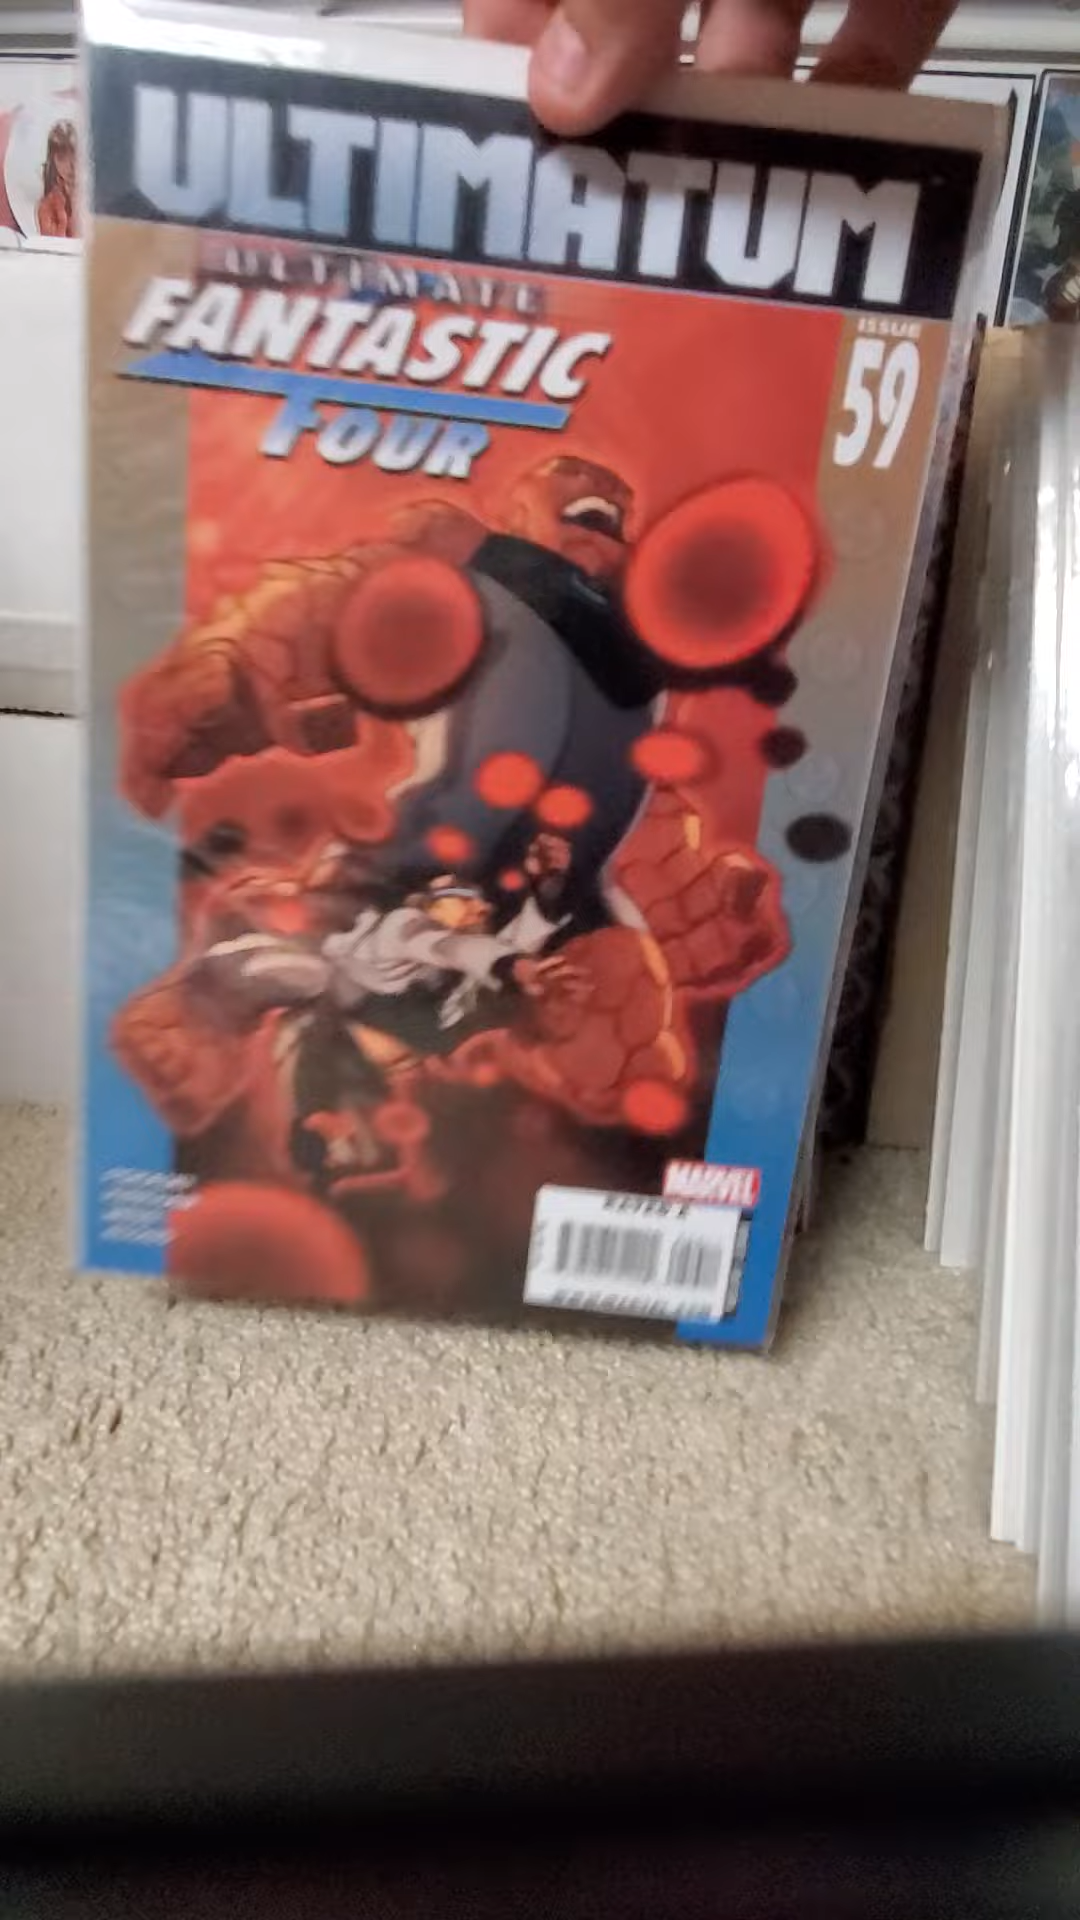 ULTIMATUM
ULTIMATE
FANTASTIC
FOUR
ISSUE
59
MARVEL